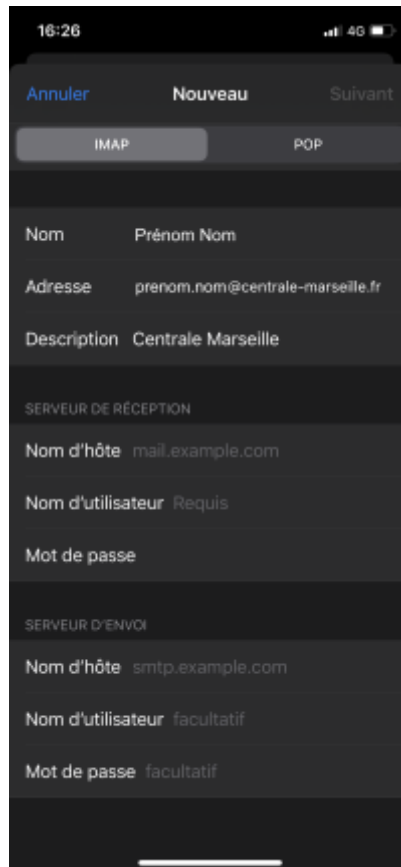 16:26 4G
Annuler Nouveau Suivant
IMAP POP
Nom Prénom Nom
Adresse prenom.nom@centrale-marseille.fr
Description Centrale Marseille
SERVEUR DE RÉCEPTION
Nom d'hôte mail.example.com
Nom d'utilisateur Requis
Mot de passe
SERVEUR D'ENVOI
Nom d'hôte smtp.example.com
Nom d'utilisateur facultatif
Mot de passe facultatif